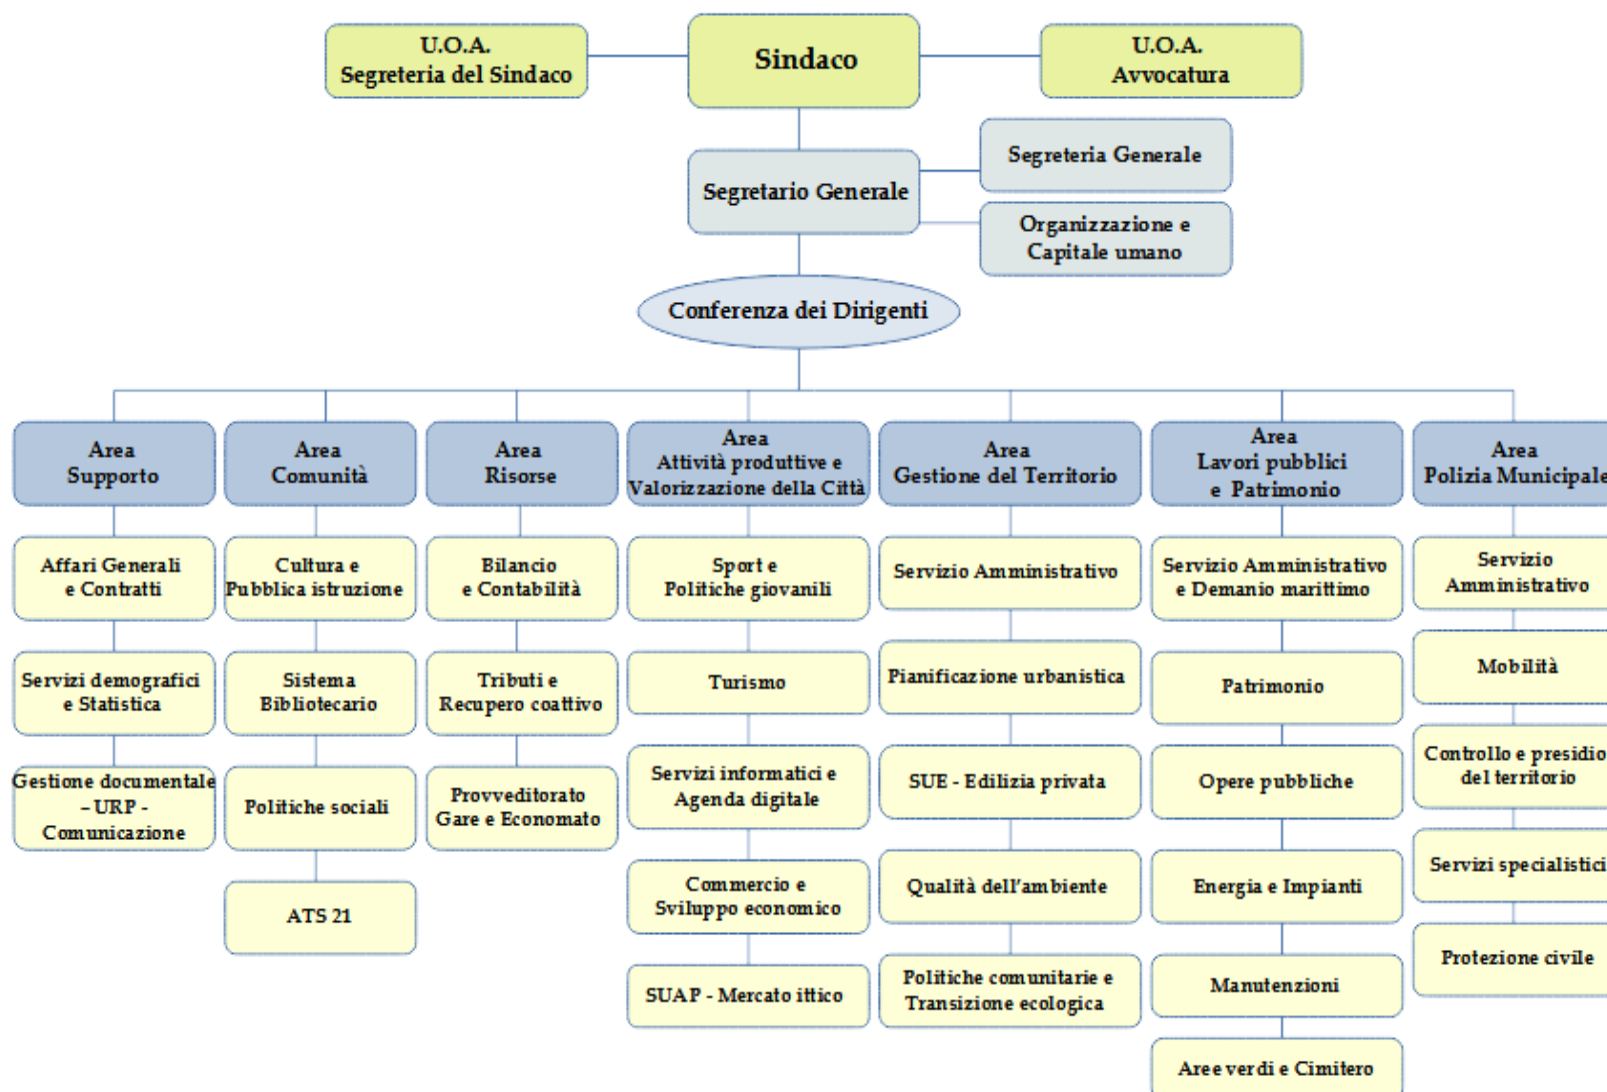 U.O.A.
Segreteria del Sindaco
Sindaco
U.O.A.
Avvocatura
Segretario Generale
Segreteria Generale
Organizzazione e
Capitale umano
Conferenza dei Dirigenti
Area
Supporto
Affari Generali
e Contratti
Servizi demografici
e Statistica
Gestione documentale
– URP -
Comunicazione
Area
Comunità
Cultura e
Pubblica istruzione
Sistema
Bibliotecario
Politiche sociali
ATS 21
Area
Risorse
Bilancio
e Contabilità
Tributi e
Recupero coattivo
Provveditorato
Gare e Economato
Area
Attività produttive e
Valorizzazione della Città
Sport e
Politiche giovanili
Turismo
Servizi informatici e
Agenda digitale
Commercio e
Sviluppo economico
SUAP - Mercato ittico
Area
Gestione del Territorio
Servizio Amministrativo
Pianificazione urbanistica
SUE - Edilizia privata
Qualità dell'ambiente
Politiche comunitarie e
Transizione ecologica
Area
Lavori pubblici
e Patrimonio
Servizio Amministrativo
e Demanio marittimo
Patrimonio
Opere pubbliche
Energia e Impianti
Manutenzioni
Aree verdi e Cimitero
Area
Polizia Municipale
Servizio
Amministrativo
Mobilità
Controllo e presidio
del territorio
Servizi specialistici
Protezione civile